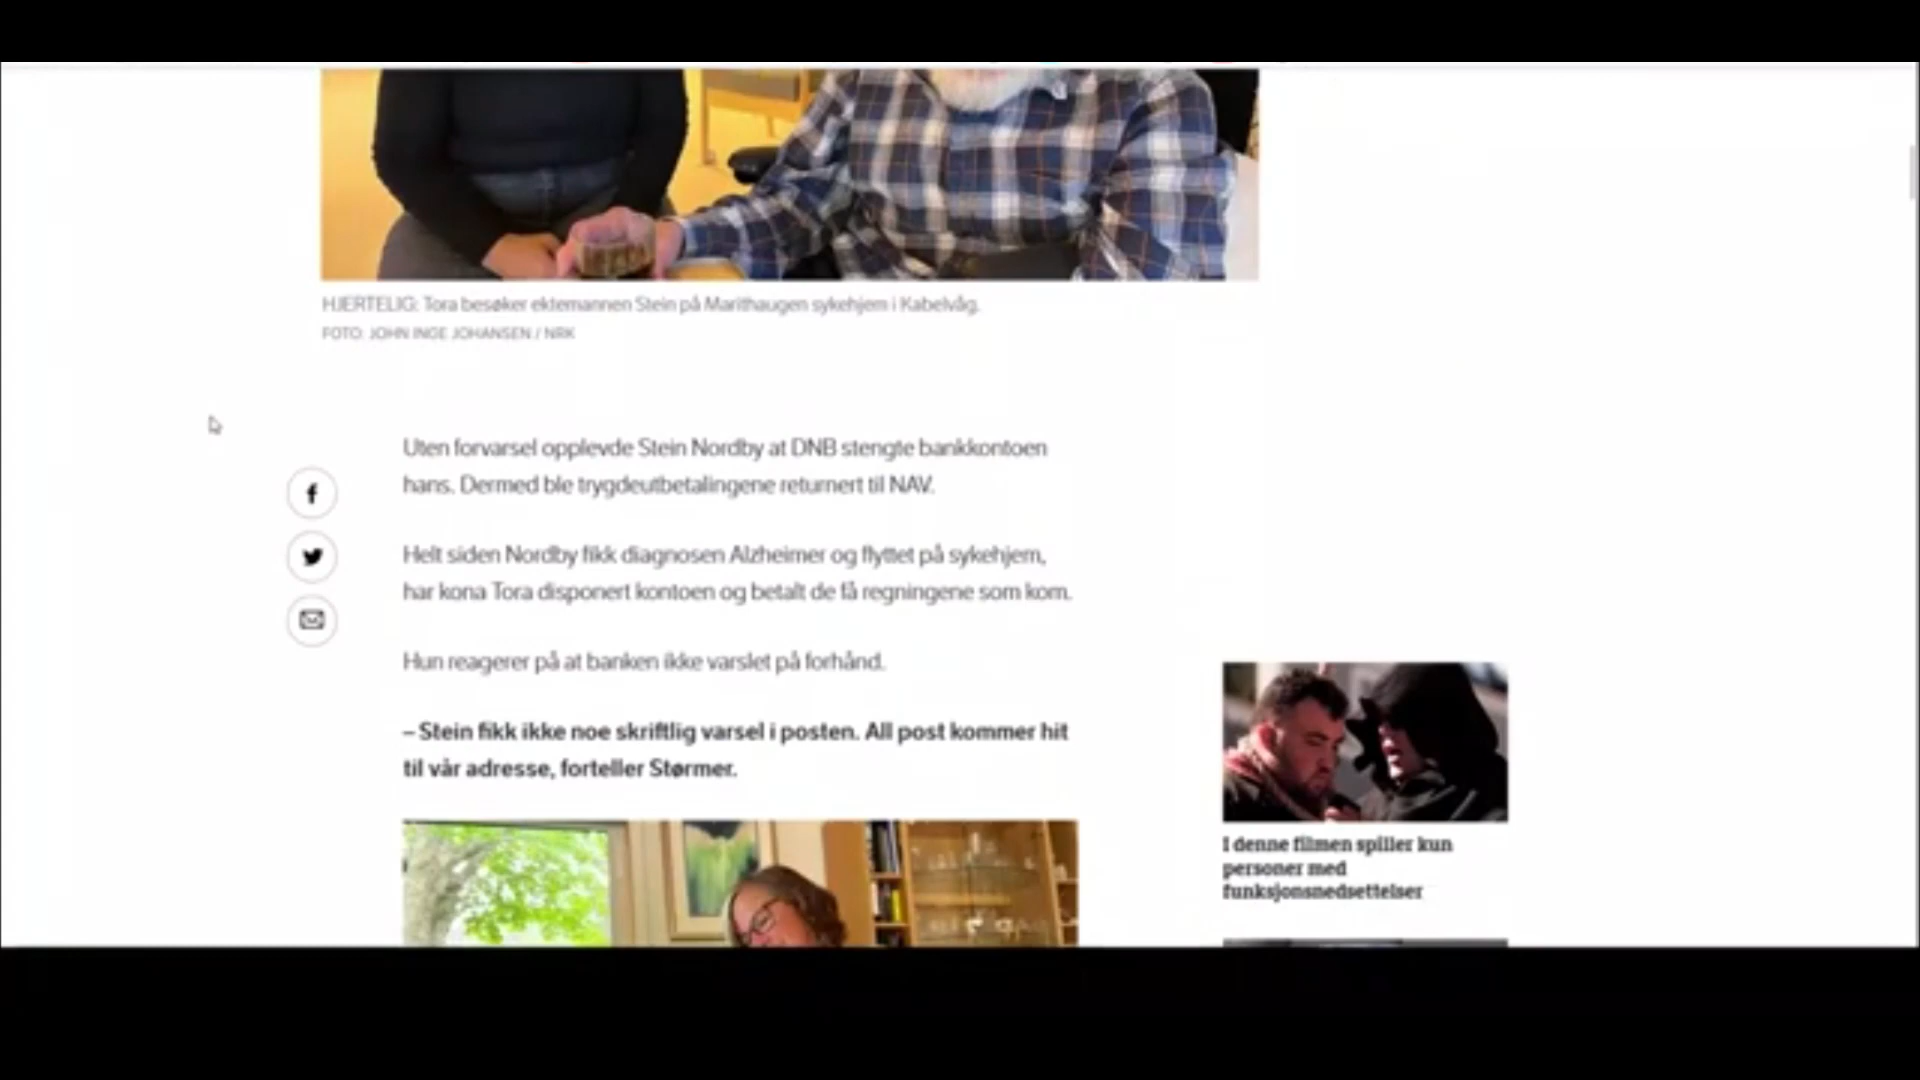 HJERTELIG: Tora besøker ektemannen Stein på Marithaugen sykehjem i Kabelvåg.
FOTO: JOHN INGE JOHANSEN / NRK
Uten forvarsel opplevde Stein Nordby at DNB stengte bankkontoen
hans. Dermed ble trygdeutbetalingene returnert til NAV.
Helt siden Nordby fikk diagnosen Alzheimer og flyttet på sykehjem,
har kona Tora disponert kontoen og betalt de få regningene som kom.
Hun reagerer på at banken ikke varslet på forhånd.
– Stein fikk ikke noe skriftlig varsel i posten. All post kommer hit
til vår adresse, forteller Størmer.
I denne filmen spiller kun
personer med
funksjonsnedsettelser